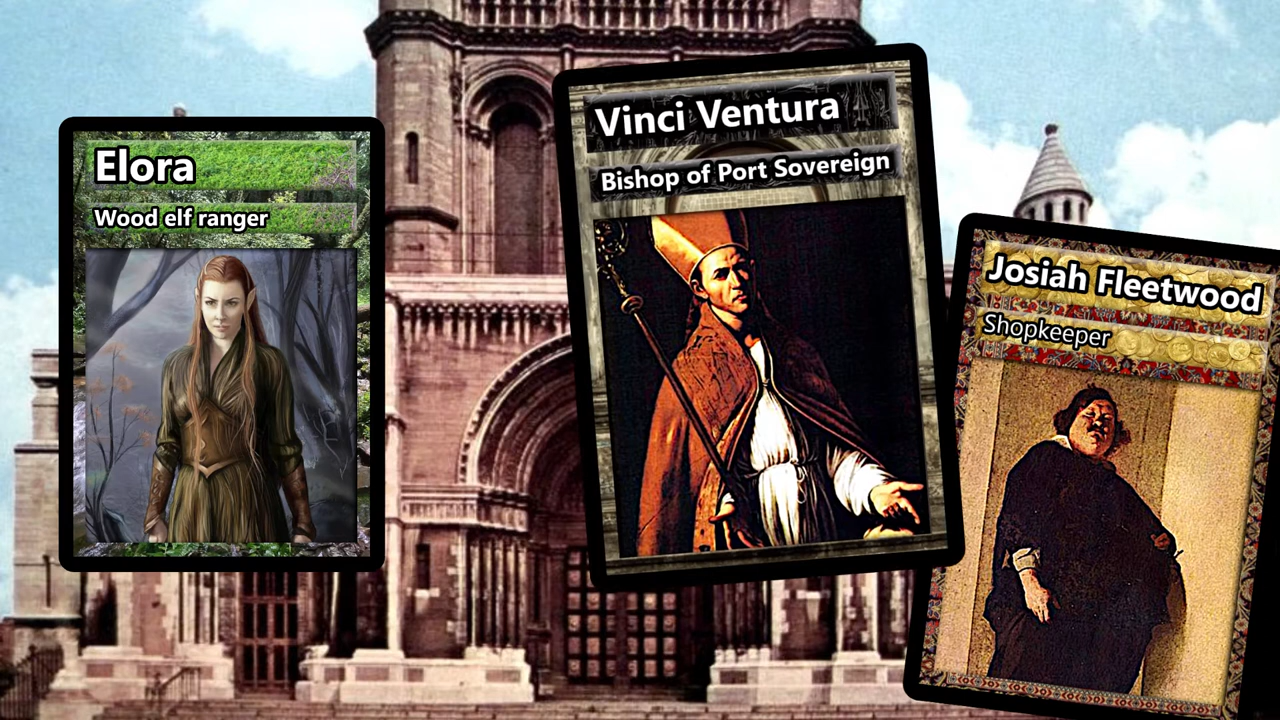 Elora
Wood elf ranger
Vinci Ventura
Bishop of Port Sovereign
Josiah Fleetwood
Shopkeeper